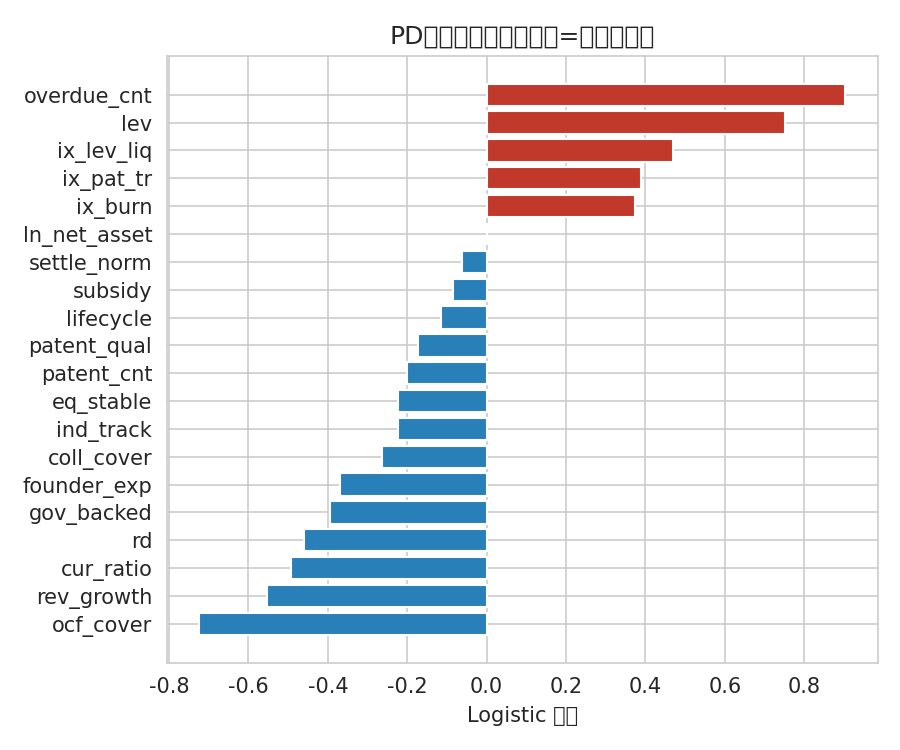 PD□□□□□□□□□□=□□□□□□
overdue_cnt
lev
ix_lev_liq
ix_pat_tr
ix_burn
ln_net_asset
settle_norm
subsidy
lifecycle
patent_qual
patent_cnt
eq_stable
ind_track
coll_cover
founder_exp
gov_backed
rd
cur_ratio
rev_growth
ocf_cover
-0.8 -0.6 -0.4 -0.2 0.0 0.2 0.4 0.6 0.8
Logistic □□